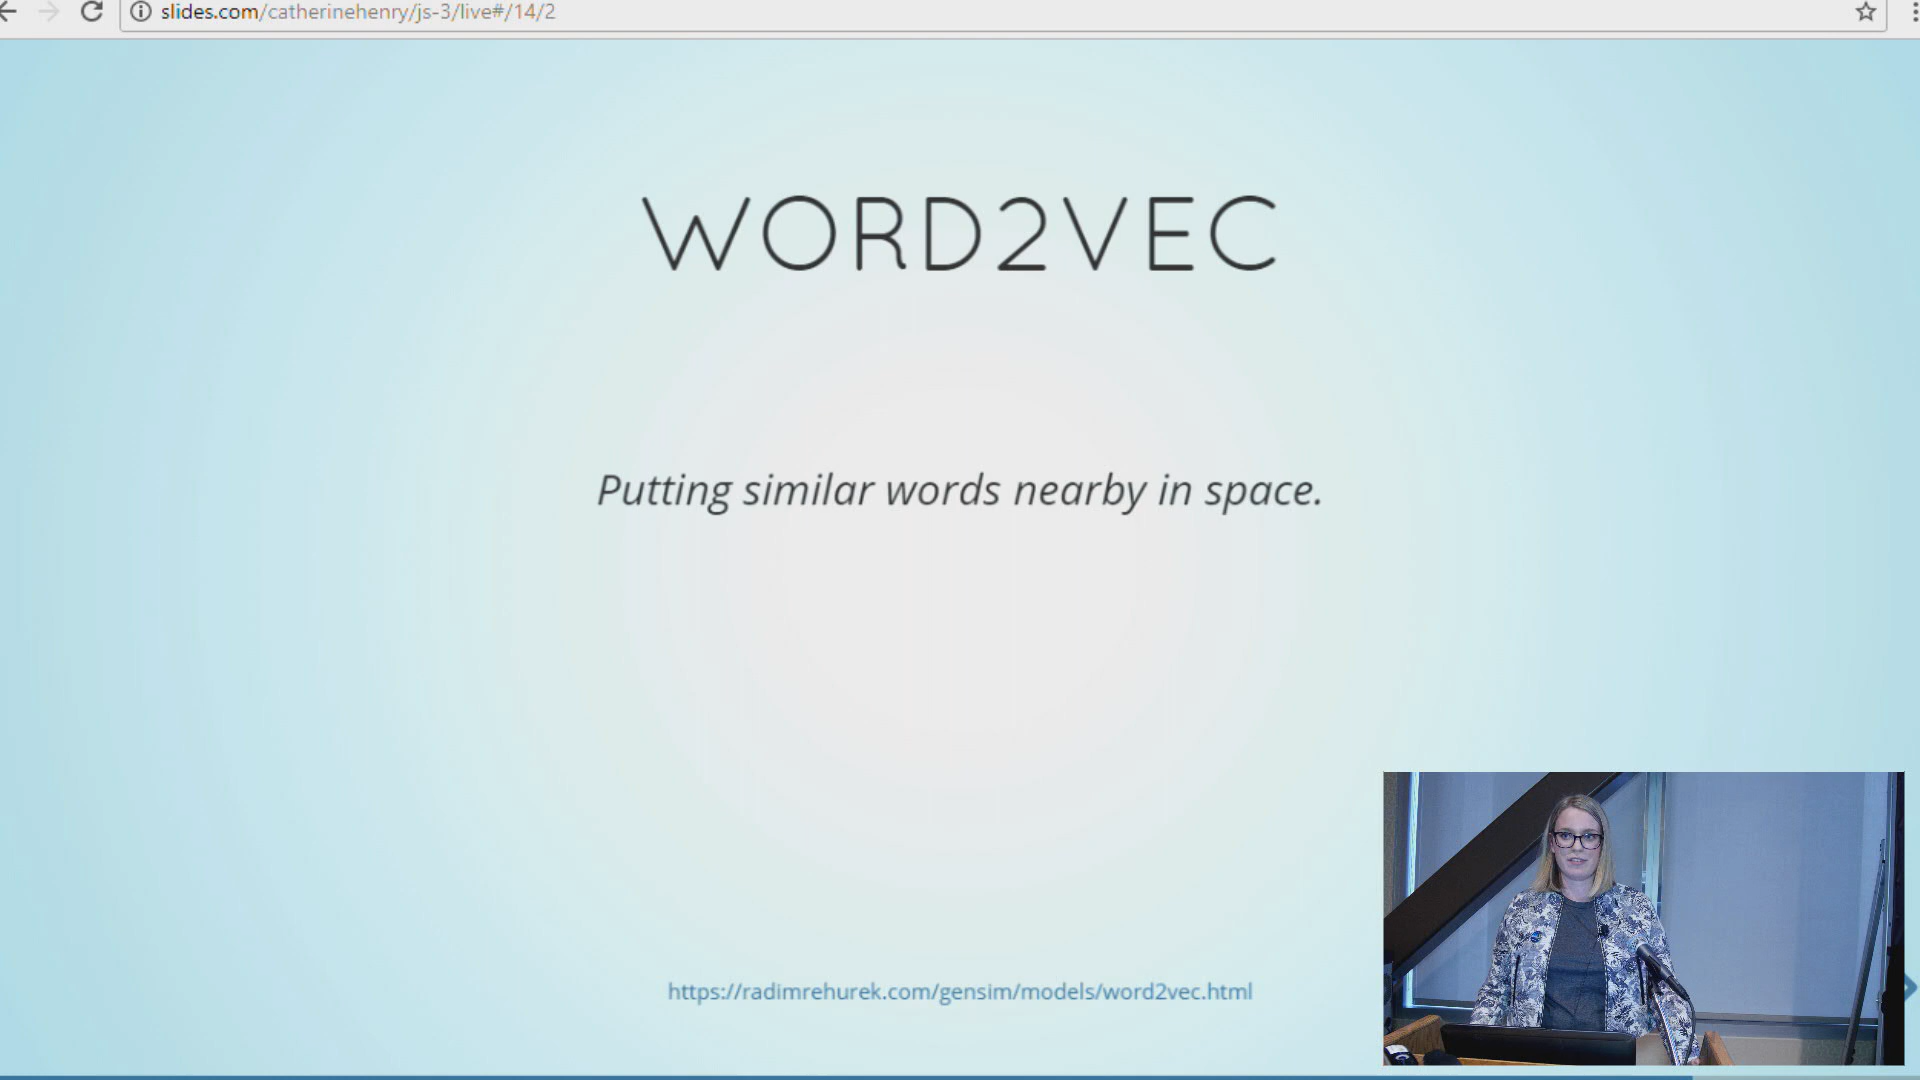 slides.com/catherinehenry/js-3/live#/14/2
WORD2VEC
Putting similar words nearby in space.
https://radimrehurek.com/gensim/models/word2vec.html